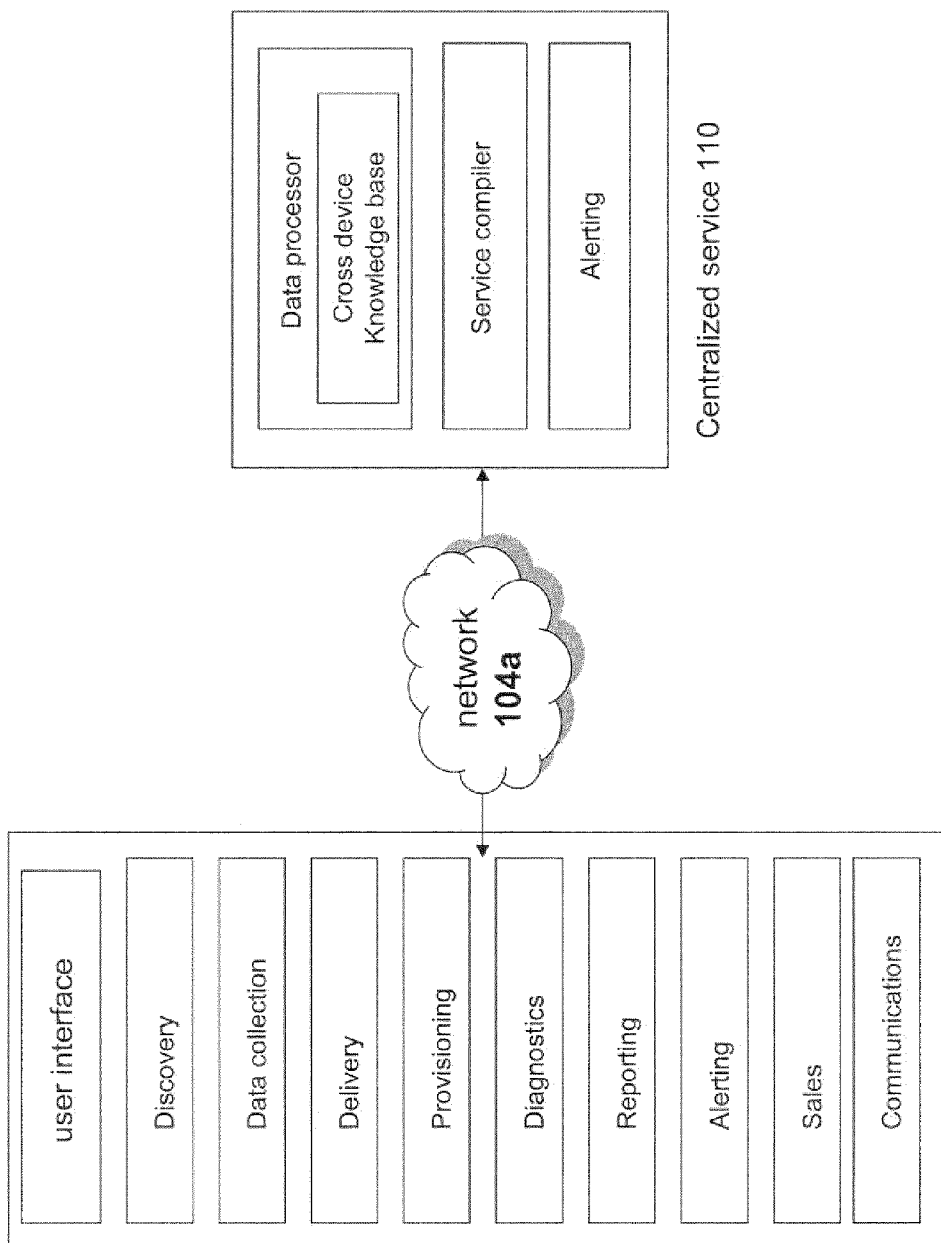 user interface
Discovery
Data collection
Delivery
Provisioning
Diagnostics
Reporting
Alerting
Sales
Communications
network
104a
Data processor
Cross device
Knowledge base
Service complier
Alerting
Centralized service 110